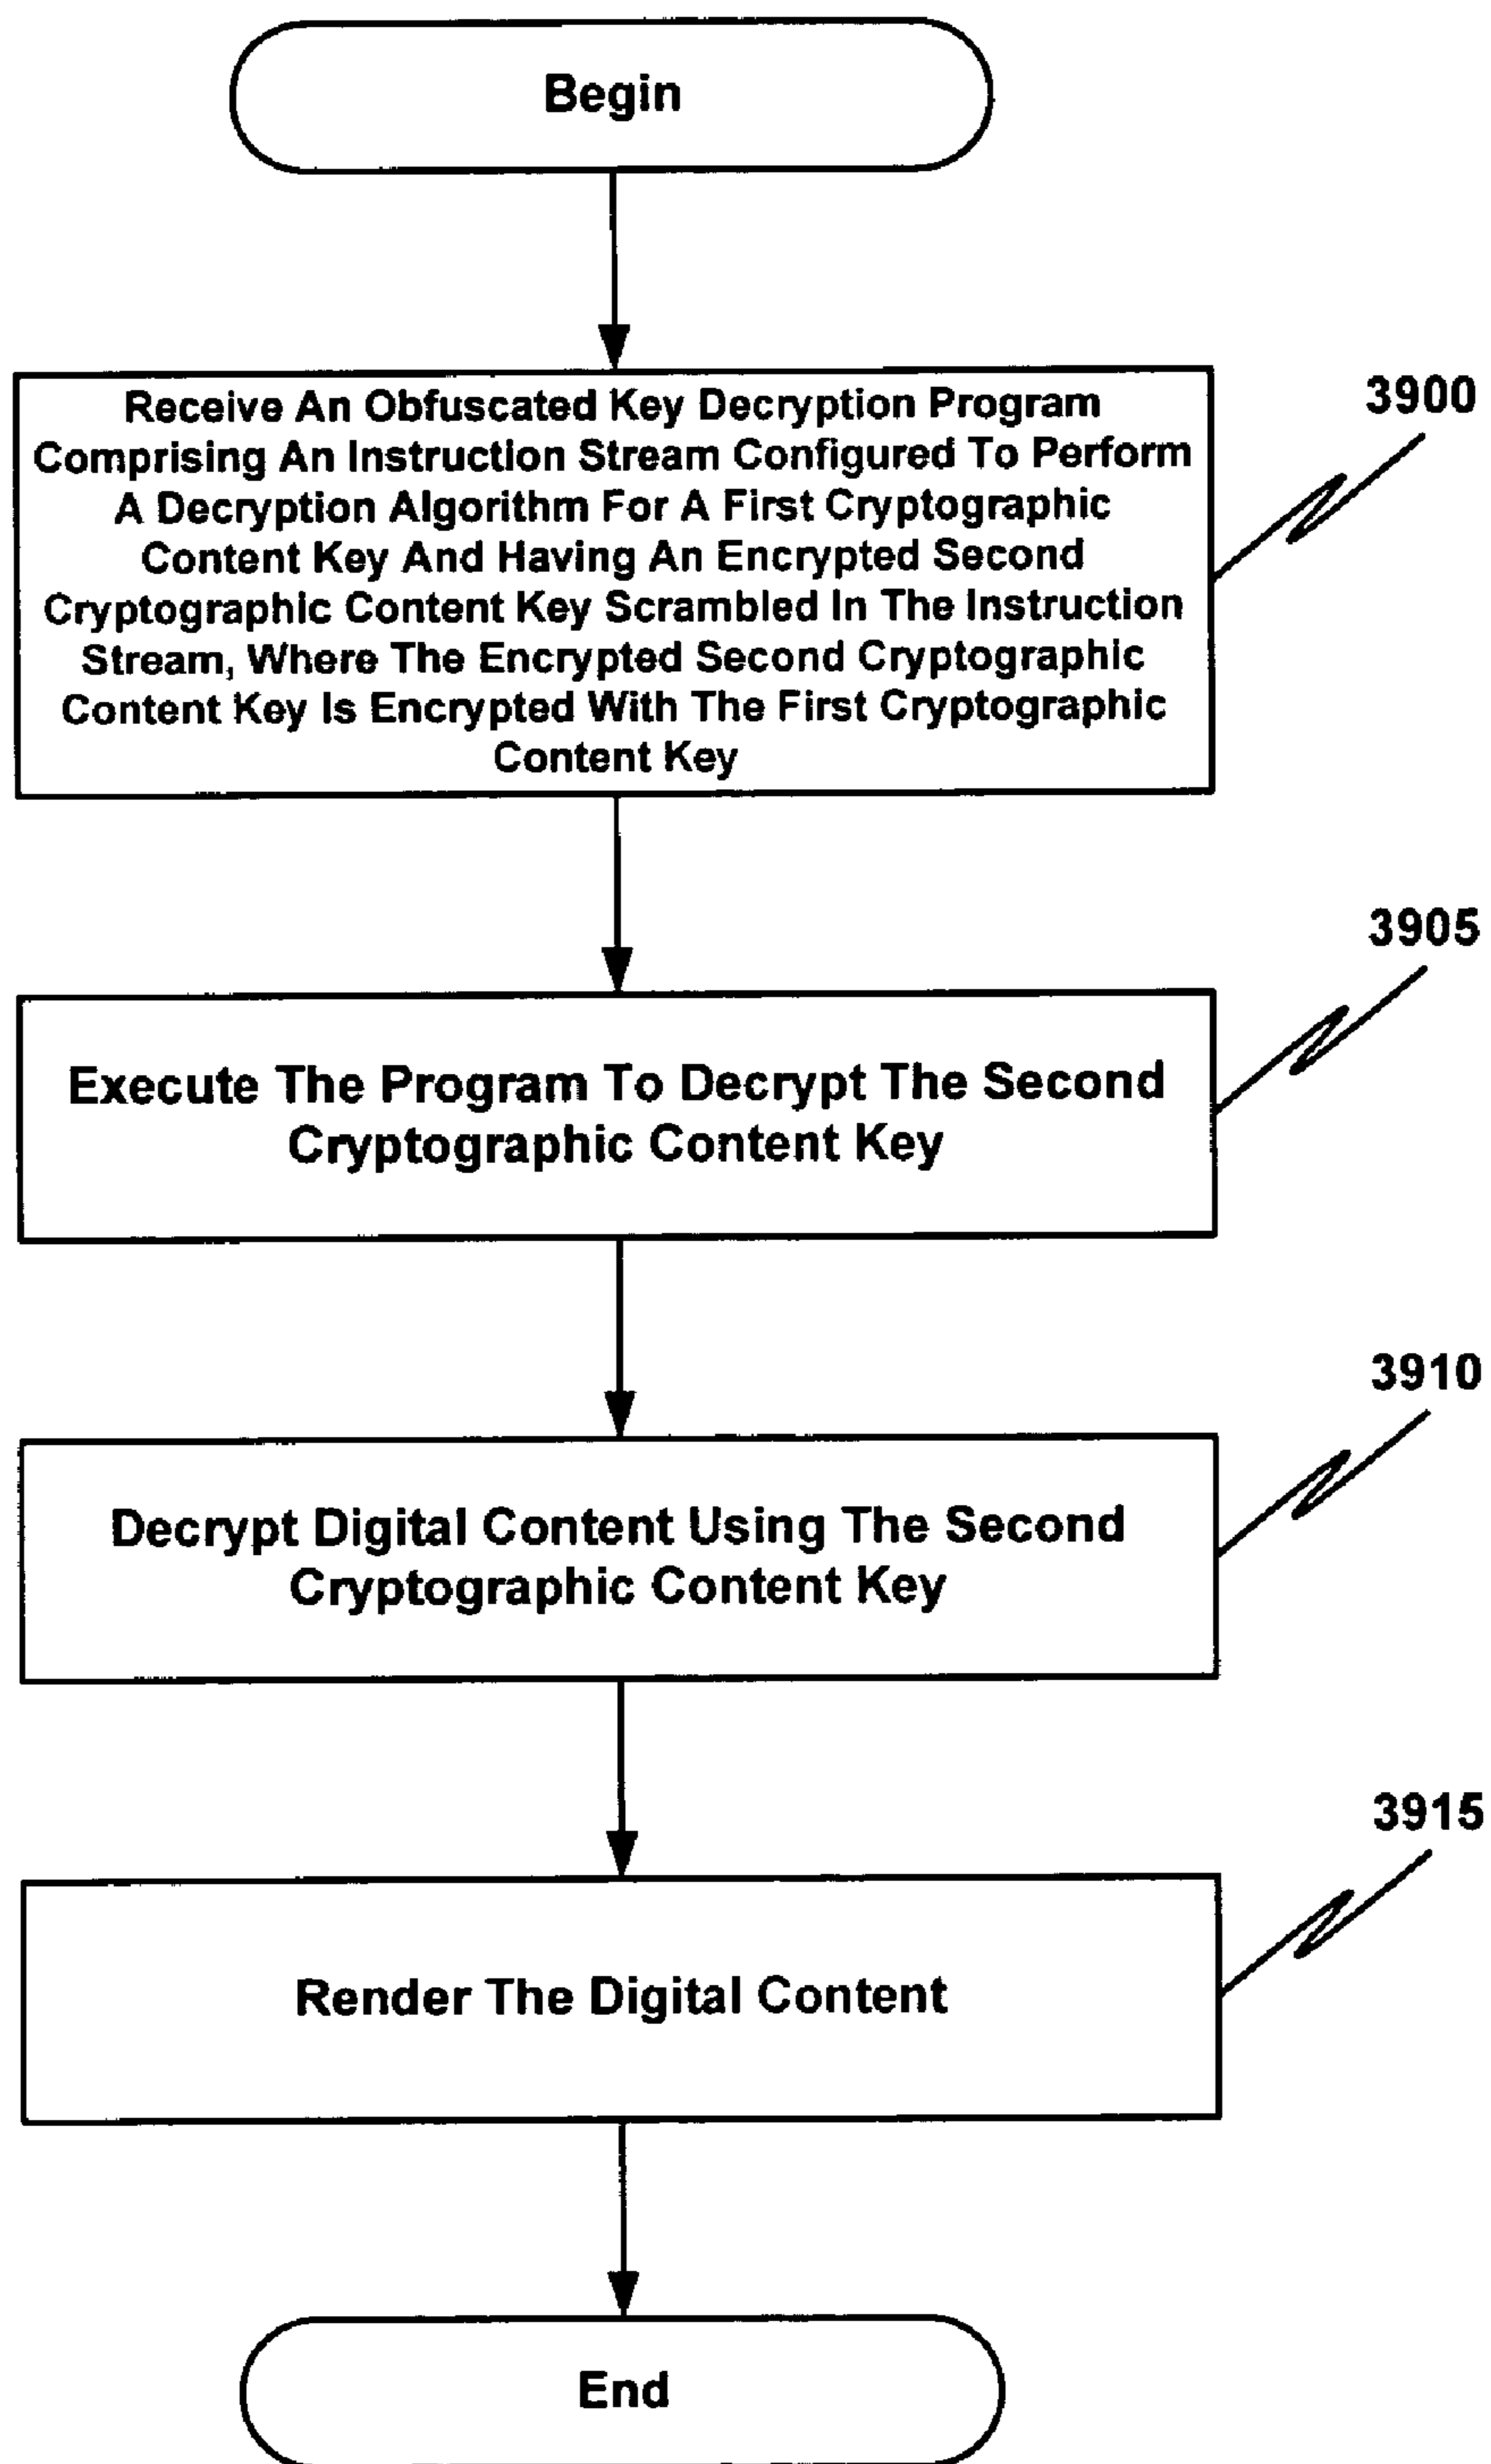 Begin
Receive An Obfuscated Key Decryption Program
Comprising An Instruction Stream Configured To Perform
A Decryption Algorithm For A First Cryptographic
Content Key And Having An Encrypted Second
Cryptographic Content Key Scrambled In The Instruction
Stream, Where The Encrypted Second Cryptographic
Content Key Is Encrypted With The First Cryptographic
Content Key
3900
Execute The Program To Decrypt The Second
Cryptographic Content Key
3905
Decrypt Digital Content Using The Second
Cryptographic Content Key
3910
Render The Digital Content
3915
End